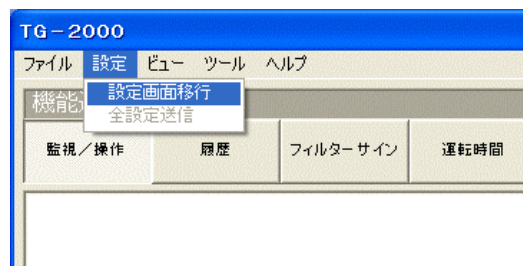 TG-2000
ファイル 設定 ビュー ツール ヘルプ
設定画面移行
機能
全設定送信
監視／操作 履歴 フィルターサイン 運転時間